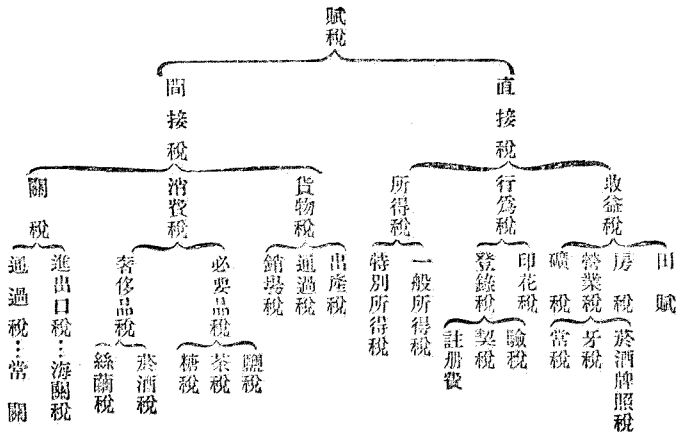 賦稅
直接稅
間接稅
收益稅
行爲稅
所得稅
貨物稅
消費稅
關稅
田賦
房稅
營業稅
礦稅
印花稅
登錄稅
一般所得稅
特別所得稅
出產稅
通過稅
銷場稅
必要品稅
奢侈品稅
進出口稅…海關稅
通過稅…常關
菸酒牌照稅
牙稅
當稅
驗稅
契稅
註册費
鹽稅
茶稅
糖稅
菸酒稅
絲繭稅